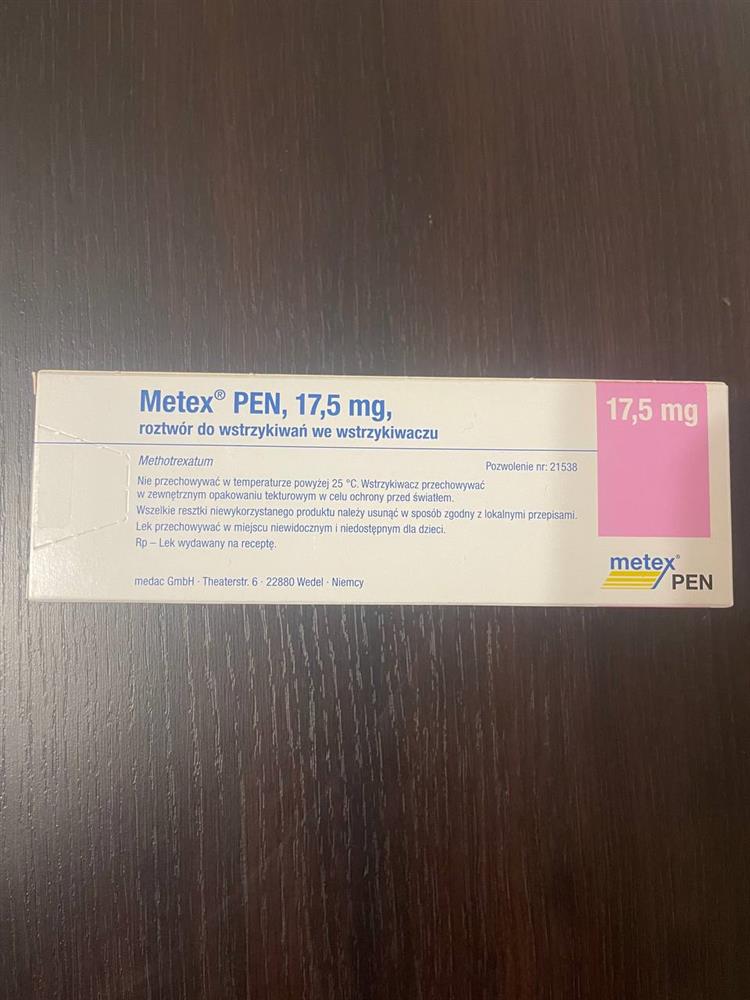 Metex® PEN, 17,5 mg,
roztwór do wstrzykiwań we wstrzykiwaczu
17,5 mg
Methotrexatum
Pozwolenie nr: 21538
Nie przechowywać w temperaturze powyżej 25 °C. Wstrzykiwacz przechowywać
w zewnętrznym opakowaniu tekturowym w celu ochrony przed światłem.
Wszelkie resztki niewykorzystanego produktu należy usunąć w sposób zgodny z lokalnymi przepisami.
Lek przechowywać w miejscu niewidocznym i niedostępnym dla dzieci.
Rp – Lek wydawany na receptę.
medac GmbH · Theaterstr. 6 · 22880 Wedel · Niemcy
metex®
PEN